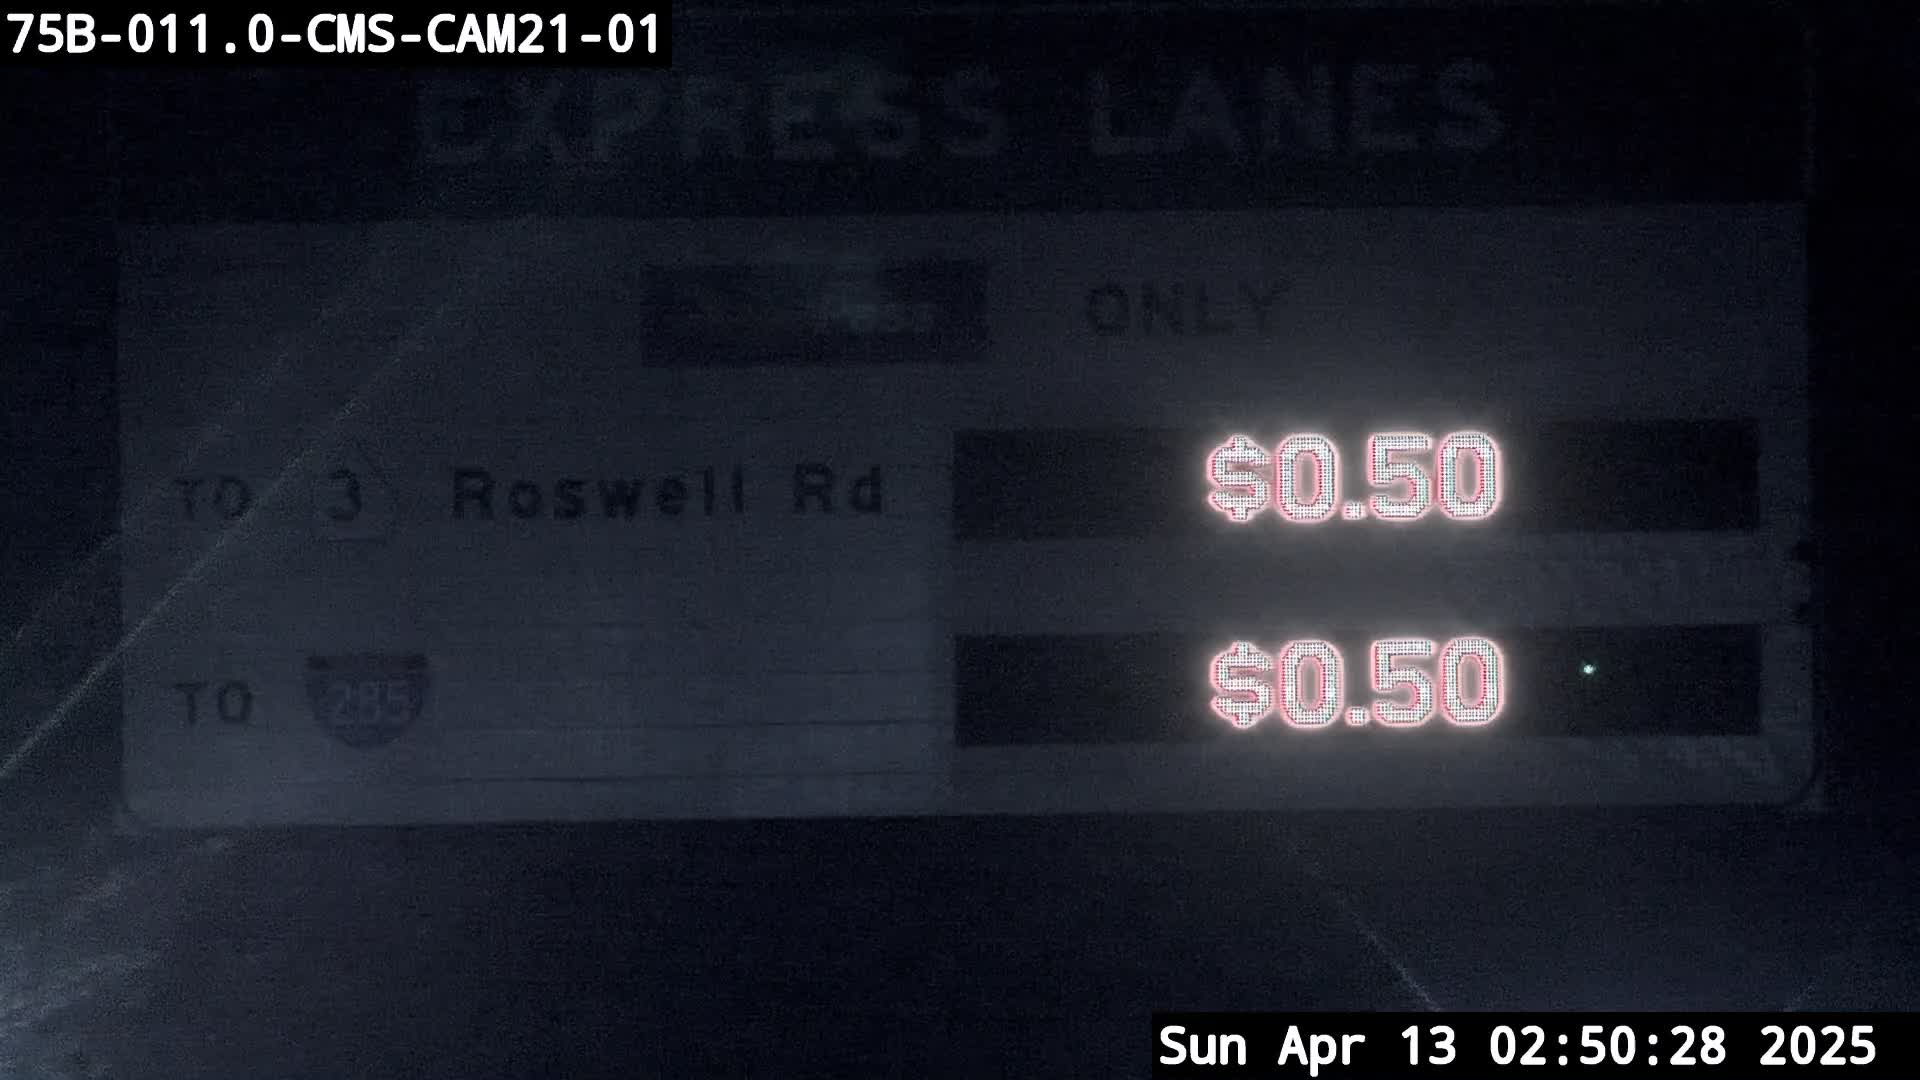 75B-011.0-CMS-CAM21-01
EXPRESS LANES
ONLY
TO 3 Roswell Rd $0.50
TO 285 $0.50
Sun Apr 13 02:50:28 2025